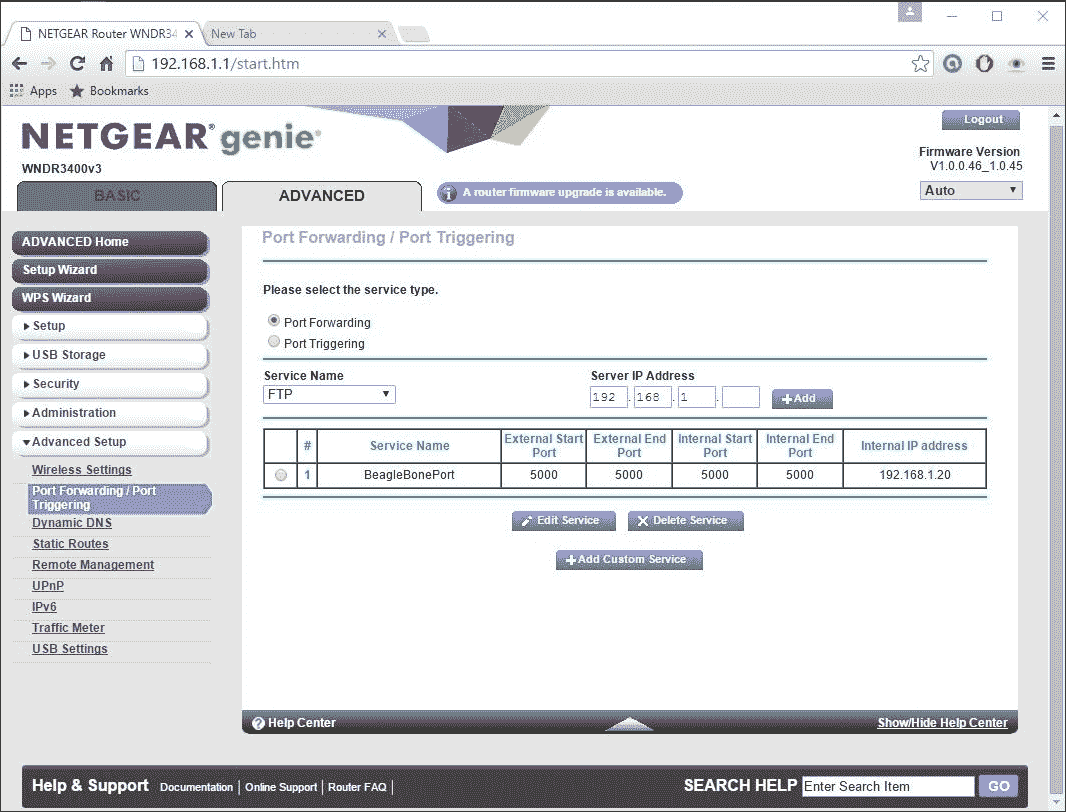 NETGEAR Router WNDR34
New Tab
192.168.1.1/start.htm
Apps Bookmarks
NETGEAR® genie®
WNDR3400v3
Logout
Firmware Version
V1.0.0.46_1.0.45
Auto
BASIC
ADVANCED
A router firmware upgrade is available.
ADVANCED Home
Setup Wizard
WPS Wizard
Setup
USB Storage
Security
Administration
Advanced Setup
Wireless Settings
Port Forwarding / Port
Triggering
Dynamic DNS
Static Routes
Remote Management
UPnP
IPv6
Traffic Meter
USB Settings
Port Forwarding / Port Triggering
Please select the service type.
Port Forwarding
Port Triggering
Service Name
FTP
Server IP Address
192 . 168 . 1 .
Add
# Service Name External Start Port External End Port Internal Start Port Internal End Port Internal IP address
1 BeagleBonePort 5000 5000 5000 5000 192.168.1.20
Edit Service Delete Service
Add Custom Service
Help Center
Show/Hide Help Center
Help & Support Documentation | Online Support | Router FAQ |
SEARCH HELP Enter Search Item GO